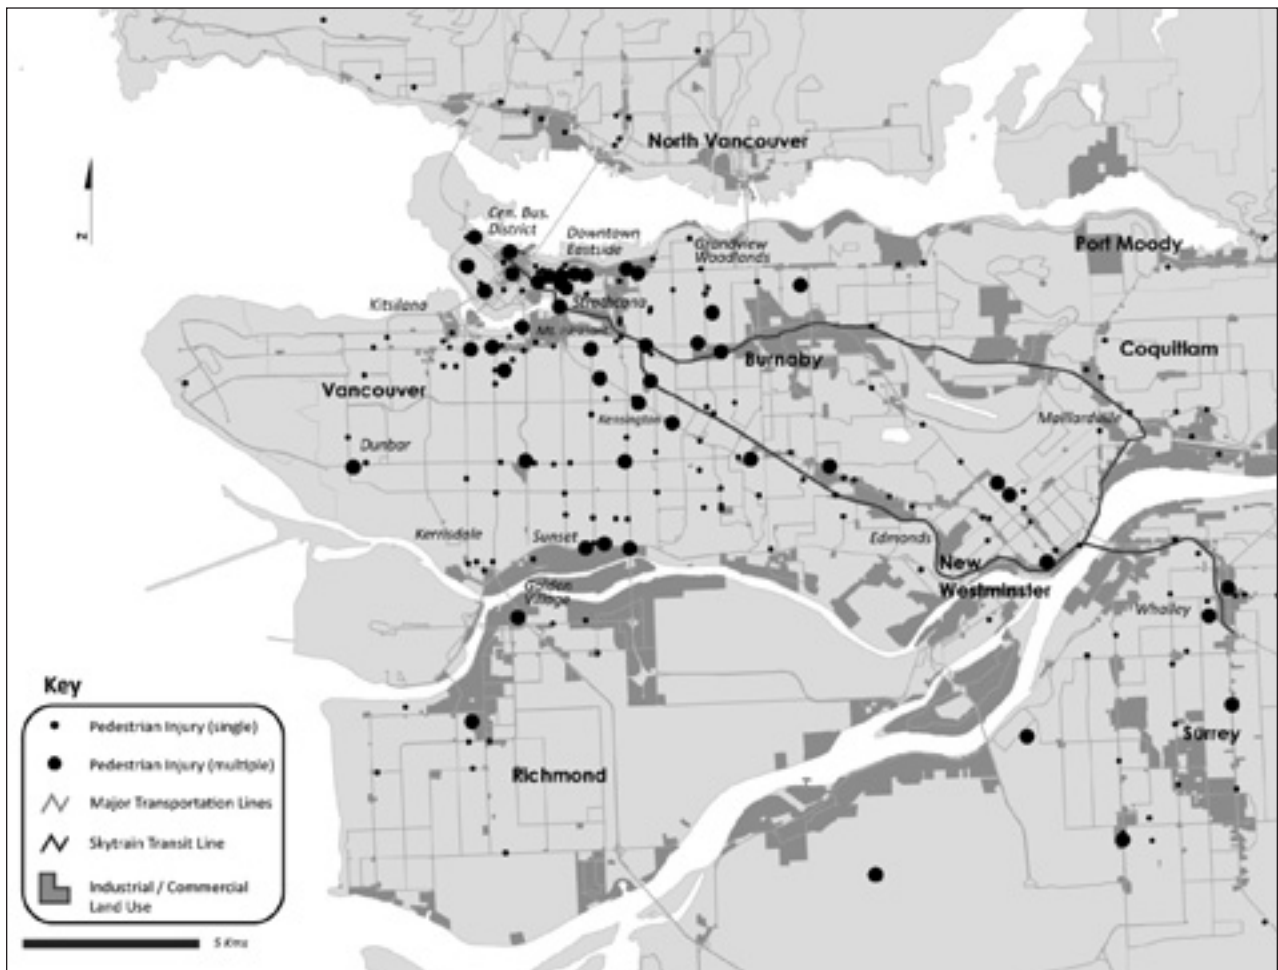 North Vancouver
Cen. Bus.
District
Downtown
Eastside
Grandview
Woodlands
Port Moody
Kitsilano
Strathcona
Mt. Pleasant
Burnaby
Coquitlam
Vancouver
Maillardville
Kensington
Dunbar
Kerrisdale
Sunset
Edmonds
New
Westminster
Golden
Village
Whalley
Surrey
Richmond
N
Key
Pedestrian Injury (single)
Pedestrian Injury (multiple)
Major Transportation Lines
Skytrain Transit Line
Industrial / Commercial
Land Use
5 Kms